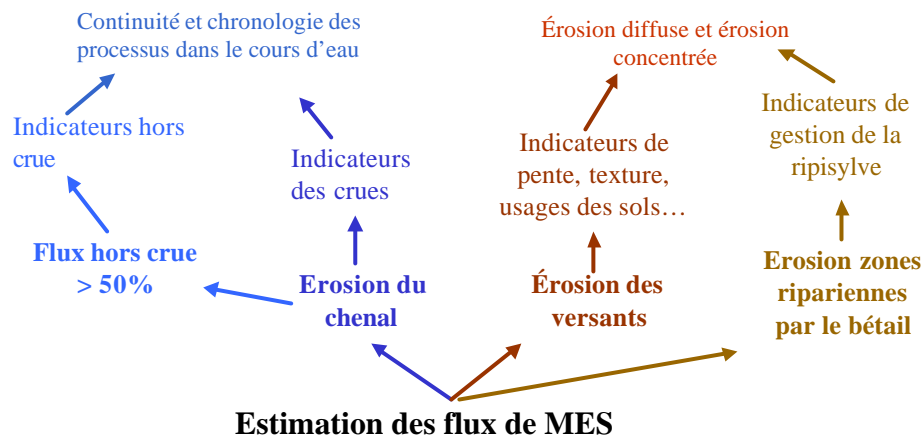 Continuité et chronologie des
processus dans le cours d'eau
Érosion diffuse et érosion
concentrée
Indicateurs hors
crue
Indicateurs
des crues
Indicateurs de
pente, texture,
usages des sols…
Indicateurs de
gestion de la
ripisylve
Flux hors crue
> 50%
Erosion du
chenal
Érosion des
versants
Erosion zones
ripariennes
par le bétail
Estimation des flux de MES